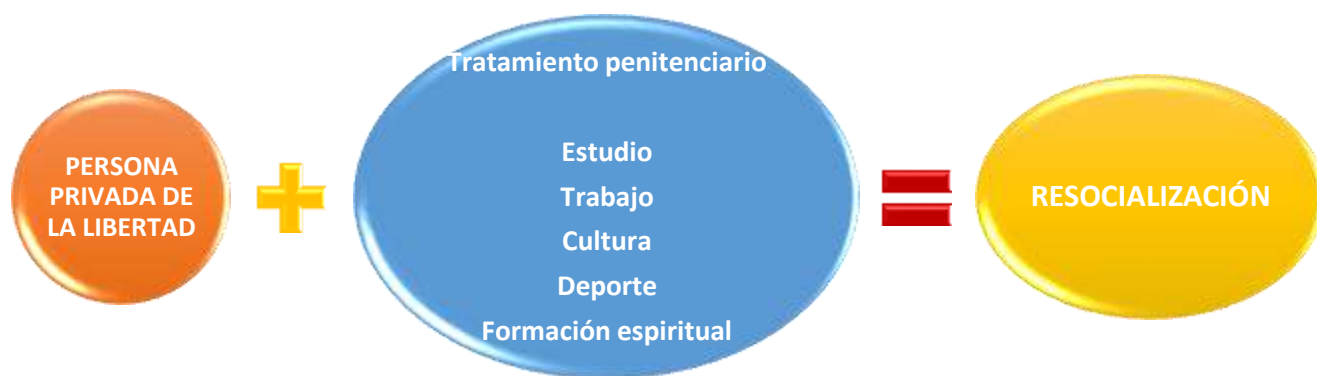 PERSONA
PRIVADA DE
LA LIBERTAD
Tratamiento penitenciario
Estudio
Trabajo
Cultura
Deporte
Formación espiritual
RESOCIALIZACIÓN